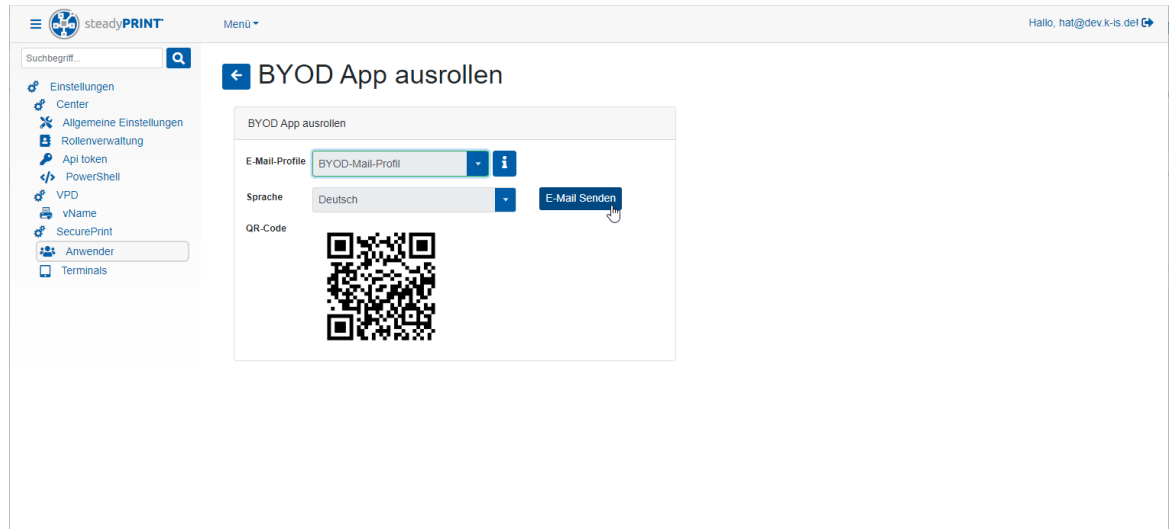 steadyPRINT
Menü
Hallo, hat@dev.k-is.de!
Suchbegriff...
Einstellungen
Center
Allgemeine Einstellungen
Rollenverwaltung
Api token
PowerShell
VPD
vName
SecurePrint
Anwender
Terminals
BYOD App ausrollen
BYOD App ausrollen
E-Mail-Profile BYOD-Mail-Profil
Sprache Deutsch E-Mail Senden
QR-Code